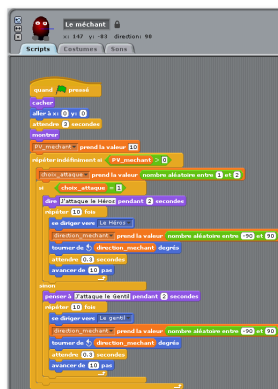 Le méchant
x: 147 y: -83 direction: 90
Scripts Costumes Sons
quand pressé
cacher
aller à x: 0 y: 0
attendre 3 secondes
montrer
PV_mechant prend la valeur 10
répéter indéfiniment si PV_mechant > 0
choix_attaque prend la valeur nombre aléatoire entre 1 et 2
si choix_attaque = 1
dire J'attaque le Héros pendant 2 secondes
répéter 10 fois
se diriger vers Le Héros
direction_mechant prend la valeur nombre aléatoire entre -90 et 90
tourner de direction_mechant degrés
attendre 0.3 secondes
avancer de 10 pas
sinon
penser à J'attaque le Gentil pendant 2 secondes
répéter 10 fois
se diriger vers Le gentil
direction_mechant prend la valeur nombre aléatoire entre -90 et 90
tourner de direction_mechant degrés
attendre 0.3 secondes
avancer de 10 pas